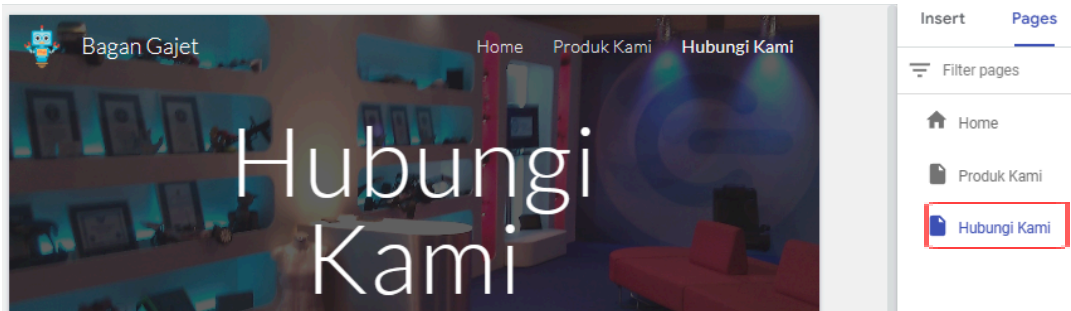 Bagan Gajet
Home Produk Kami Hubungi Kami
Hubungi
Kami
Insert Pages
Filter pages
Home
Produk Kami
Hubungi Kami